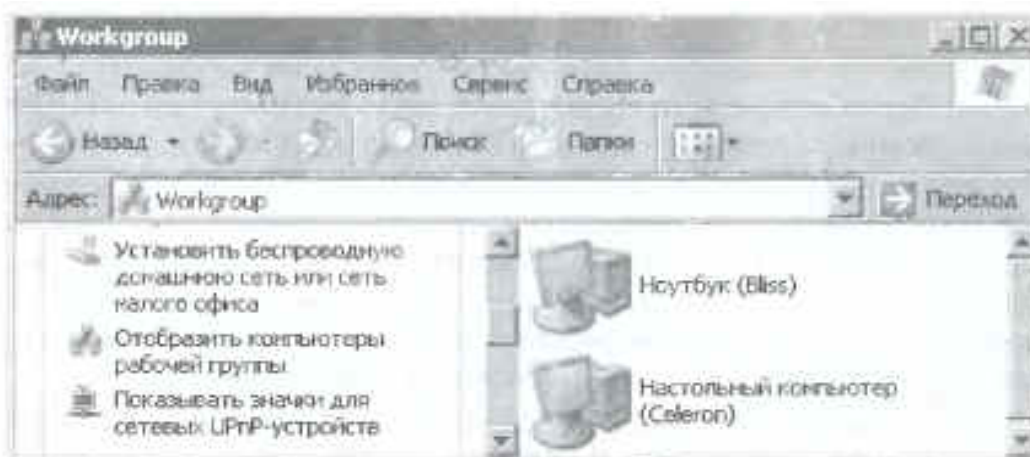 Workgroup
Файл Правка Вид Избранное Сервис Справка
Назад Поиск Папки
Адрес: Workgroup Переход
Установить беспроводную
домашнюю сеть или сеть
малого офиса
Отобразить компьютеры
рабочей группы
Показывать значки для
сетевых UPnP-устройств
Ноутбук (Bliss)
Настольный компьютер
(Celeron)